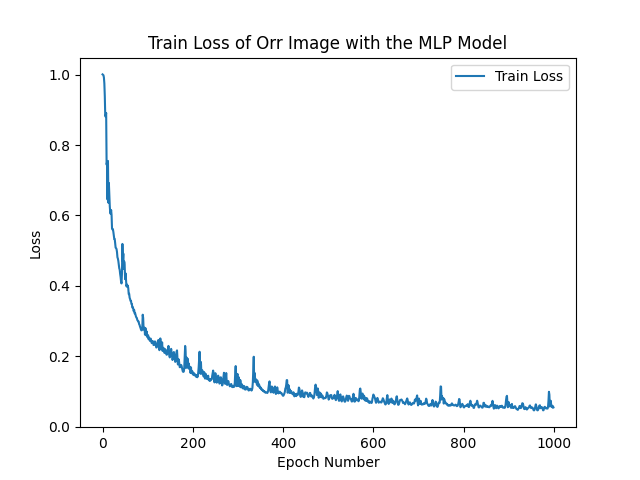 Train Loss of Orr Image with the MLP Model
Train Loss
Loss
1.0
0.8
0.6
0.4
0.2
0.0
0 200 400 600 800 1000
Epoch Number